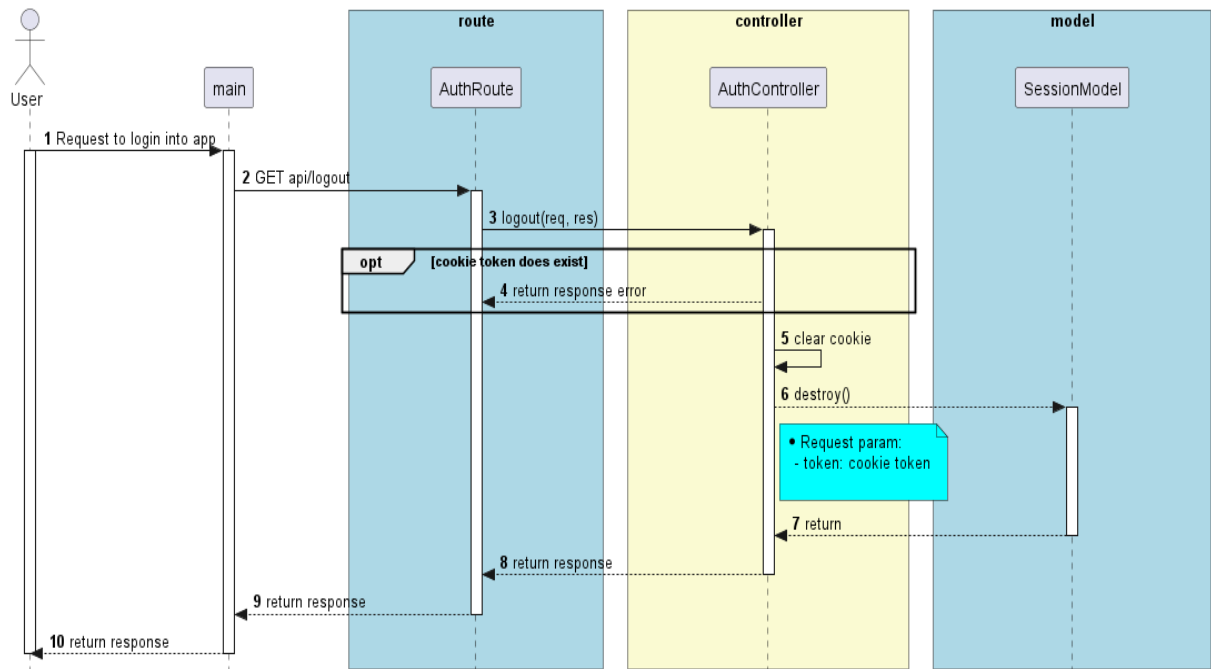 route
controller
model
User
main
AuthRoute
AuthController
SessionModel
1 Request to login into app
2 GET api/logout
3 logout(req, res)
opt [cookie token does exist]
4 return response error
5 clear cookie
6 destroy()
• Request param:
- token: cookie token
7 return
8 return response
9 return response
10 return response